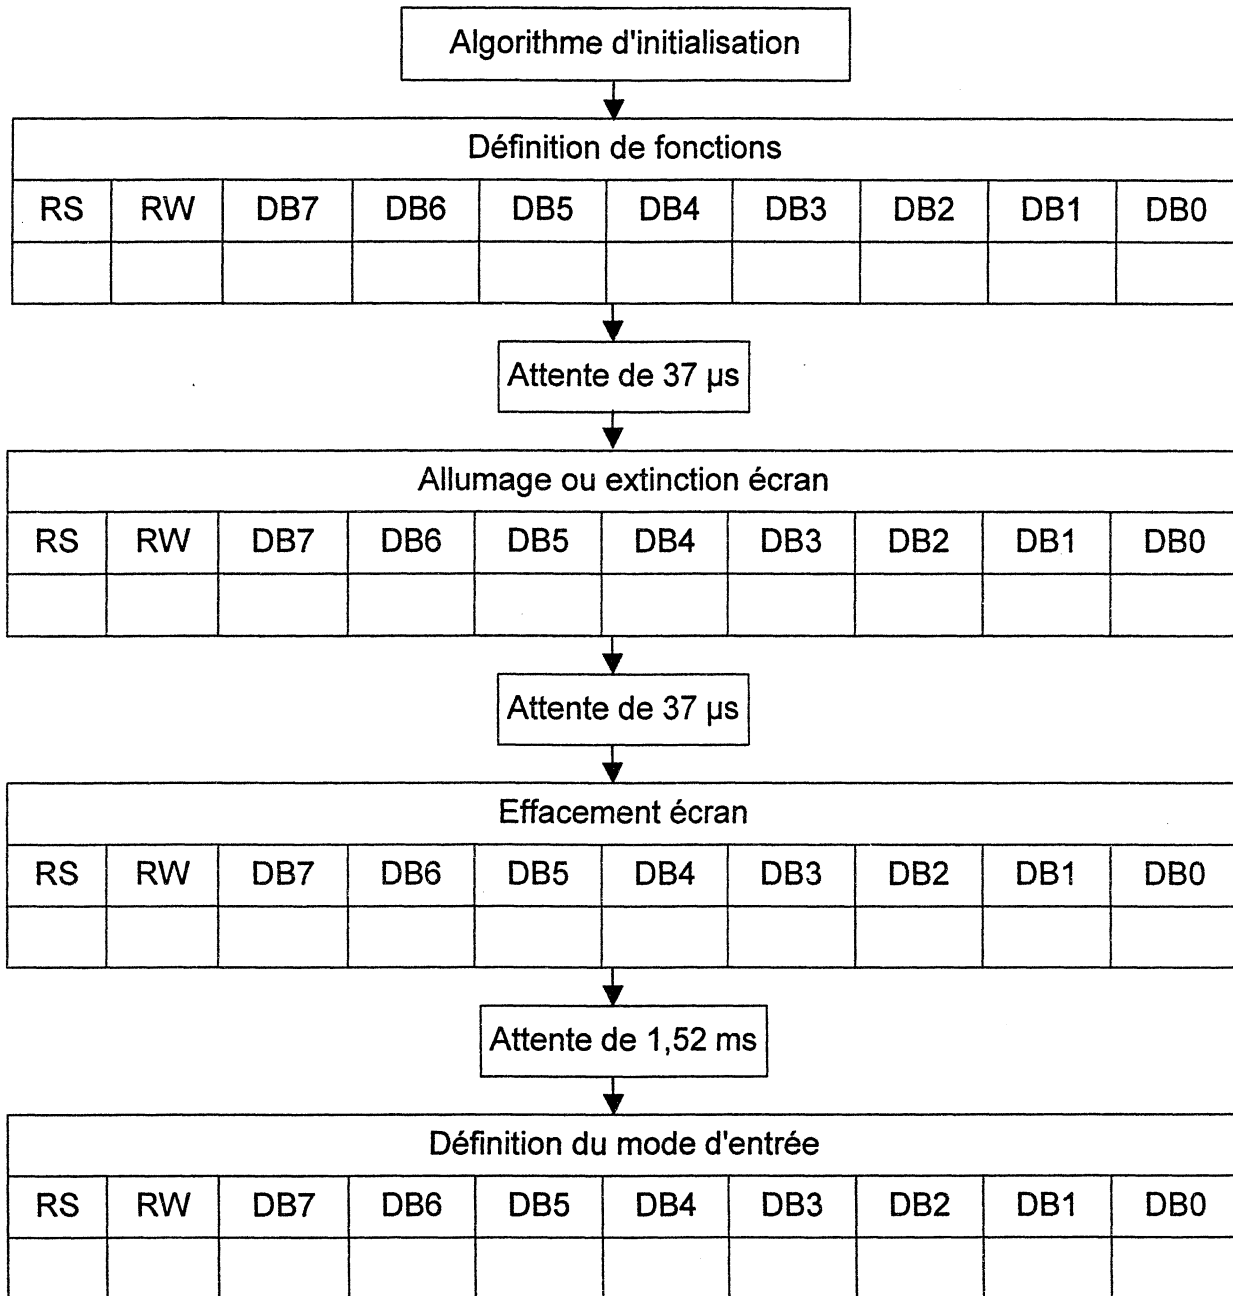 Algorithme d'initialisation
Définition de fonctions
RS RW DB7 DB6 DB5 DB4 DB3 DB2 DB1 DB0
Attente de 37 µs
Allumage ou extinction écran
RS RW DB7 DB6 DB5 DB4 DB3 DB2 DB1 DB0
Attente de 37 µs
Effacement écran
RS RW DB7 DB6 DB5 DB4 DB3 DB2 DB1 DB0
Attente de 1,52 ms
Définition du mode d'entrée
RS RW DB7 DB6 DB5 DB4 DB3 DB2 DB1 DB0